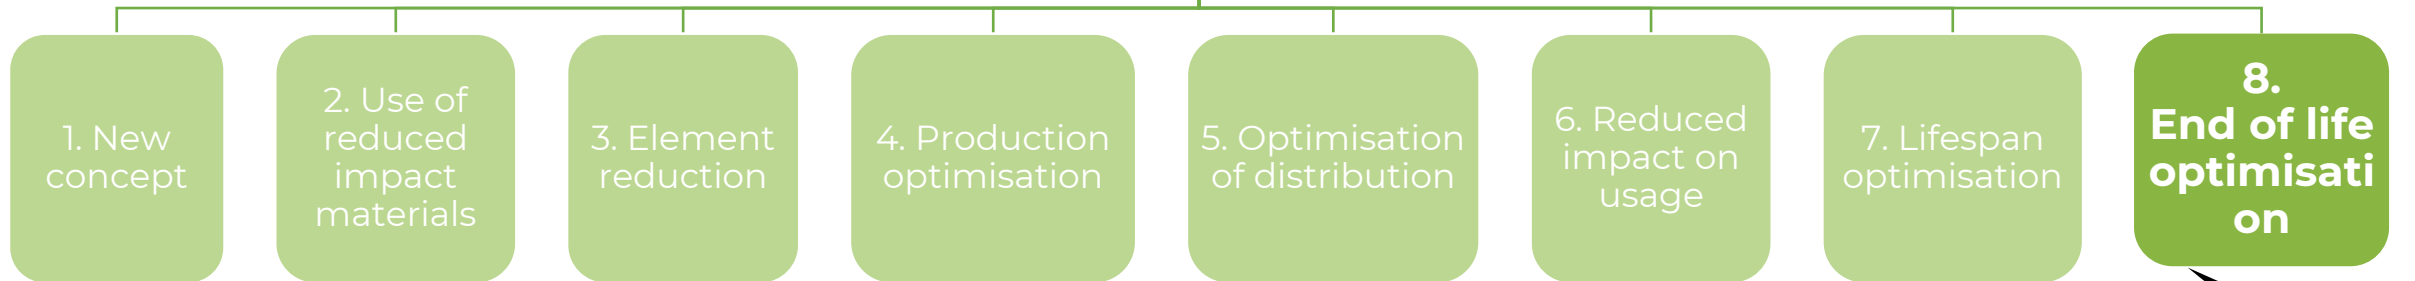 1. New
concept
2. Use of
reduced
impact
materials
3. Element
reduction
4. Production
optimisation
5. Optimisation
of distribution
6. Reduced
impact on
usage
7. Lifespan
optimisation
8.
End of life
optimisati
on